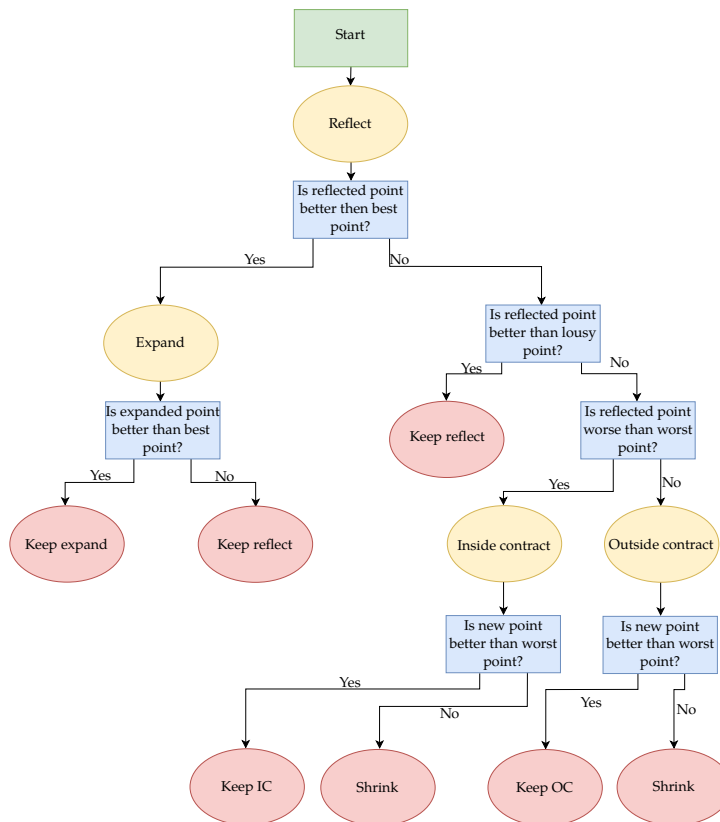 Start
Reflect
Is reflected point
better then best
point?
Yes
No
Expand
Is reflected point
better than lousy
point?
Yes
No
Is expanded point
better than best
point?
Keep reflect
Is reflected point
worse than worst
point?
Yes
No
Yes
No
Keep expand
Keep reflect
Inside contract
Outside contract
Is new point
better than worst
point?
Is new point
better than worst
point?
Yes
No
Yes
No
Keep IC
Shrink
Keep OC
Shrink